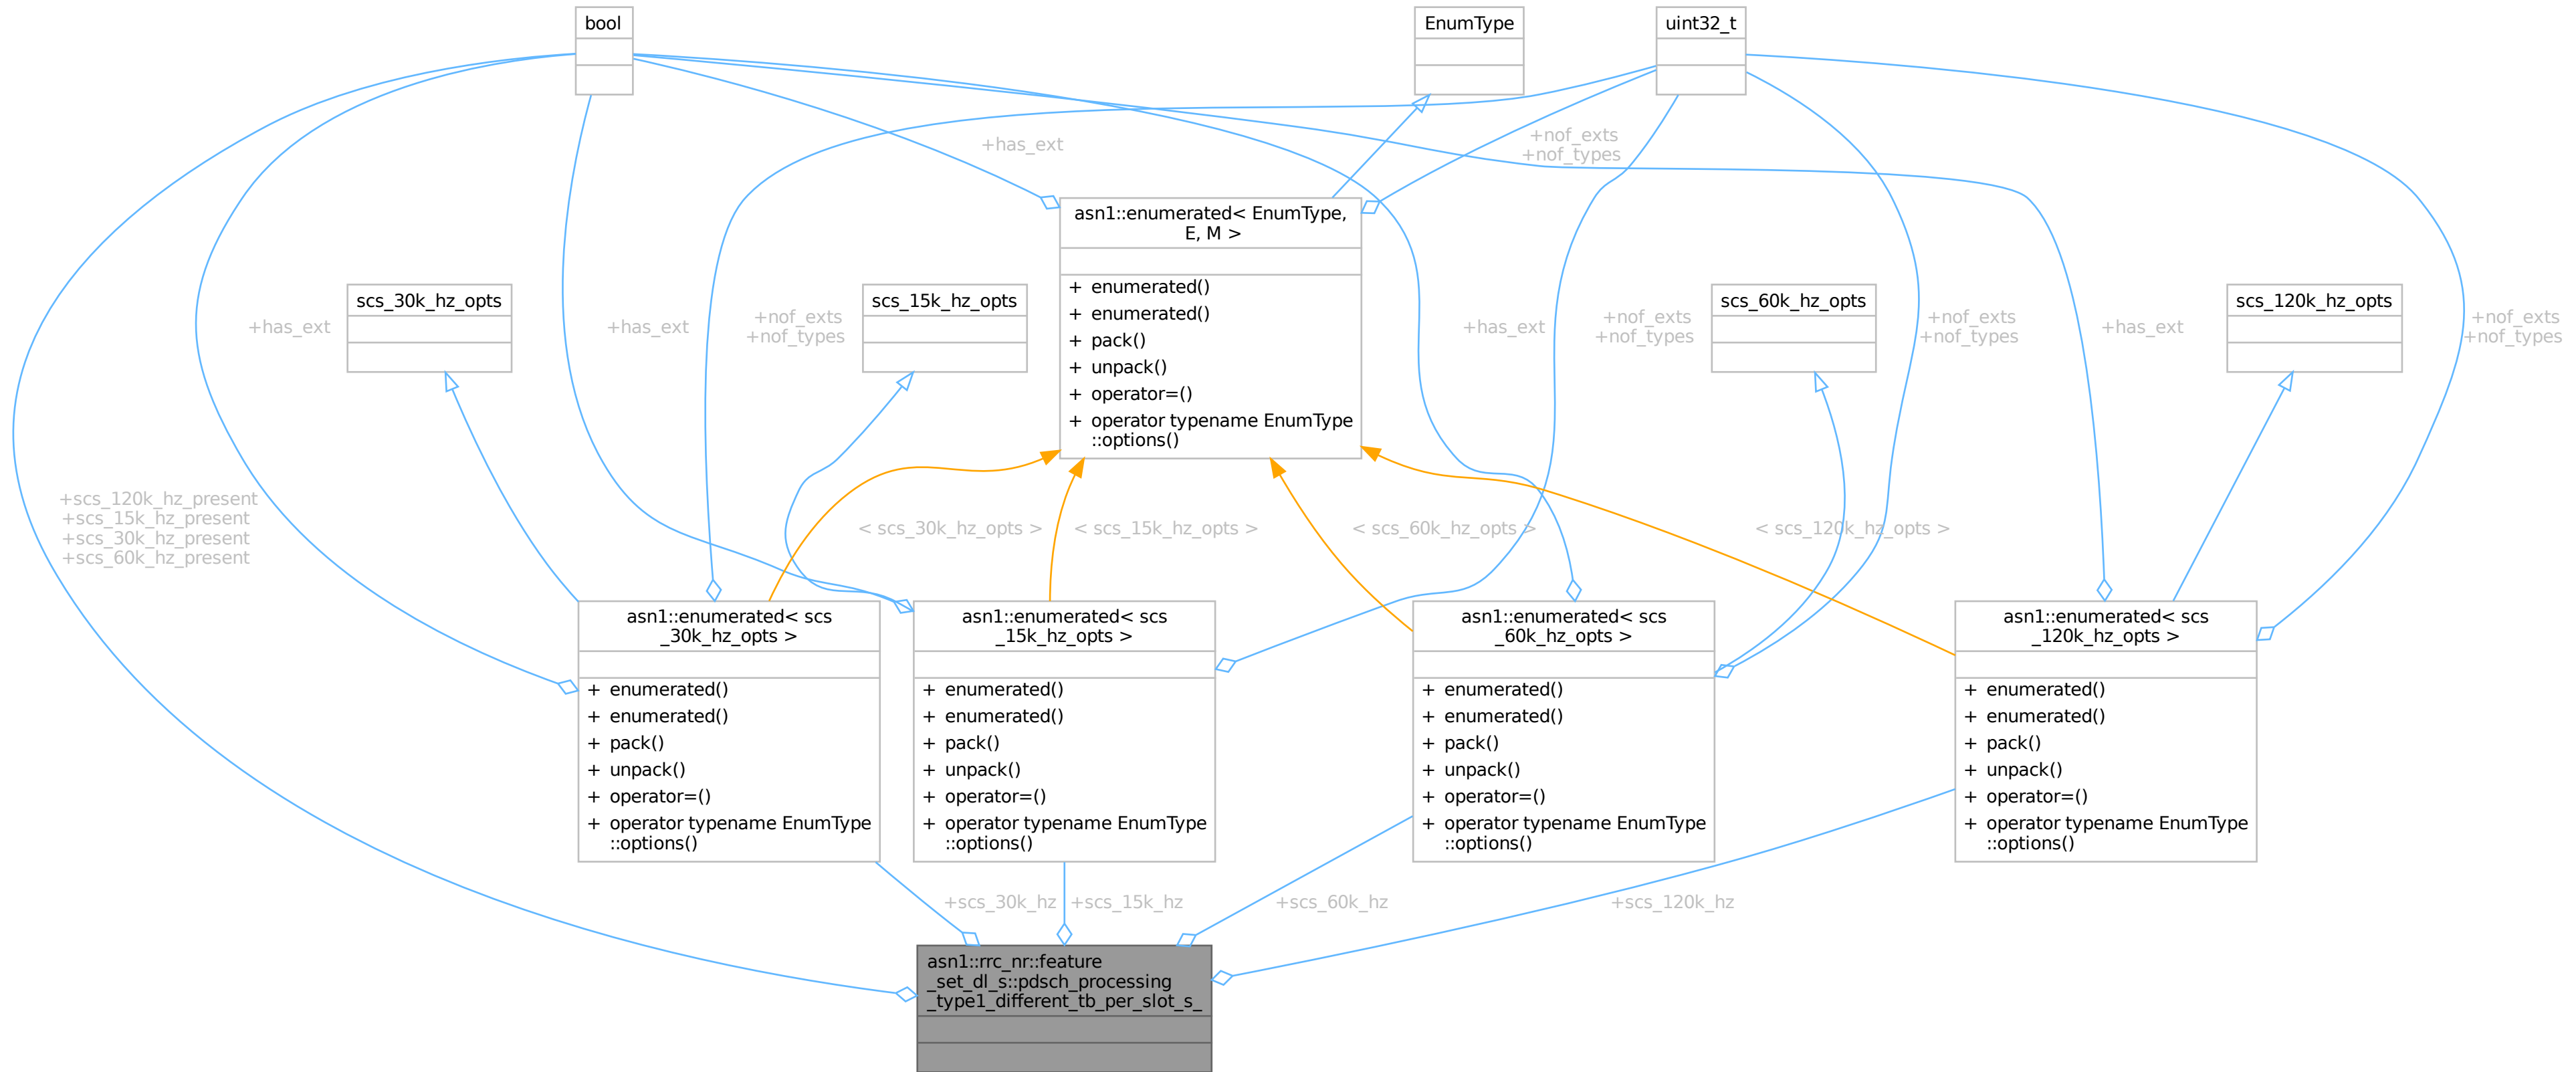 bool
EnumType
uint32_t
+has_ext
+nof_exts
+nof_types
asn1::enumerated< EnumType,
E, M >
+ enumerated()
+ enumerated()
+ pack()
+ unpack()
+ operator=()
+ operator typename EnumType
::options()
scs_30k_hz_opts
scs_15k_hz_opts
scs_60k_hz_opts
scs_120k_hz_opts
+has_ext
+has_ext
+nof_exts
+nof_types
+has_ext
+nof_exts
+nof_types
+nof_exts
+nof_types
+has_ext
+nof_exts
+nof_types
+scs_120k_hz_present
+scs_15k_hz_present
+scs_30k_hz_present
+scs_60k_hz_present
< scs_30k_hz_opts >
< scs_15k_hz_opts >
< scs_60k_hz_opts >
< scs_120k_hz_opts >
asn1::enumerated< scs
_30k_hz_opts >
+ enumerated()
+ enumerated()
+ pack()
+ unpack()
+ operator=()
+ operator typename EnumType
::options()
asn1::enumerated< scs
_15k_hz_opts >
+ enumerated()
+ enumerated()
+ pack()
+ unpack()
+ operator=()
+ operator typename EnumType
::options()
asn1::enumerated< scs
_60k_hz_opts >
+ enumerated()
+ enumerated()
+ pack()
+ unpack()
+ operator=()
+ operator typename EnumType
::options()
asn1::enumerated< scs
_120k_hz_opts >
+ enumerated()
+ enumerated()
+ pack()
+ unpack()
+ operator=()
+ operator typename EnumType
::options()
+scs_30k_hz
+scs_15k_hz
+scs_60k_hz
+scs_120k_hz
asn1::rrc_nr::feature
_set_dl_s::pdsch_processing
_type1_different_tb_per_slot_s_